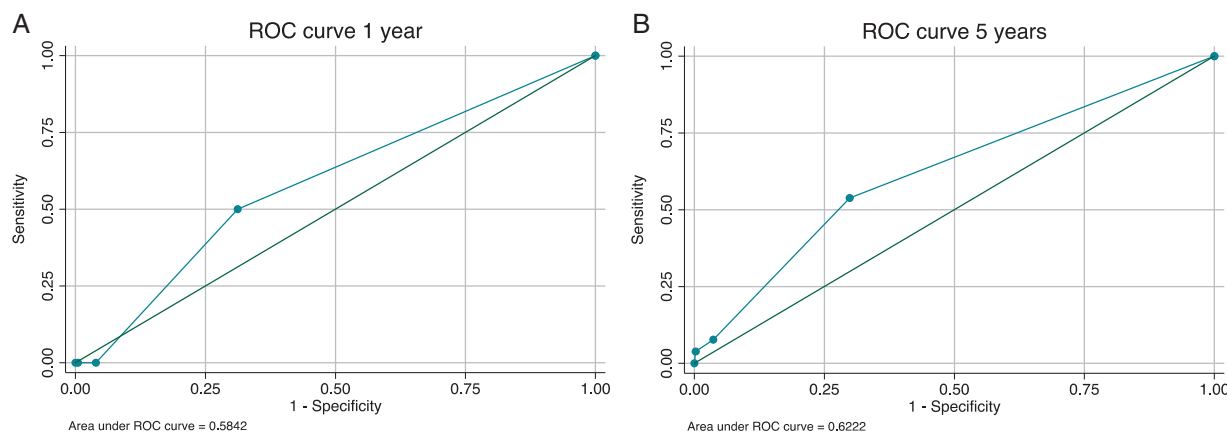 A
ROC curve 1 year
1.00
0.75
0.50
0.25
0.00
Sensitivity
0.00 0.25 0.50 0.75 1.00
1 - Specificity
Area under ROC curve = 0.5842
B
ROC curve 5 years
1.00
0.75
0.50
0.25
0.00
Sensitivity
0.00 0.25 0.50 0.75 1.00
1 - Specificity
Area under ROC curve = 0.6222